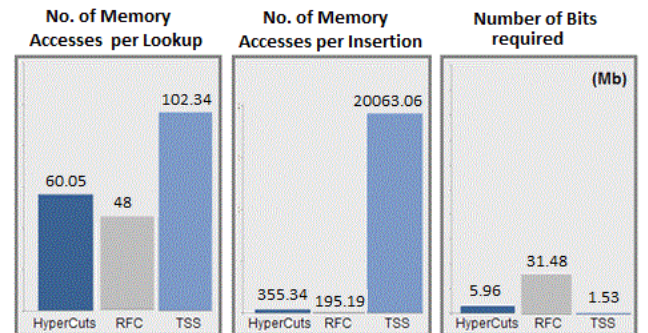 No. of Memory
Accesses per Lookup
102.34
60.05
48
HyperCuts RFC TSS
No. of Memory
Accesses per Insertion
20063.06
355.34 195.19
HyperCuts RFC TSS
Number of Bits
required
(Mb)
31.48
5.96
1.53
HyperCuts RFC TSS